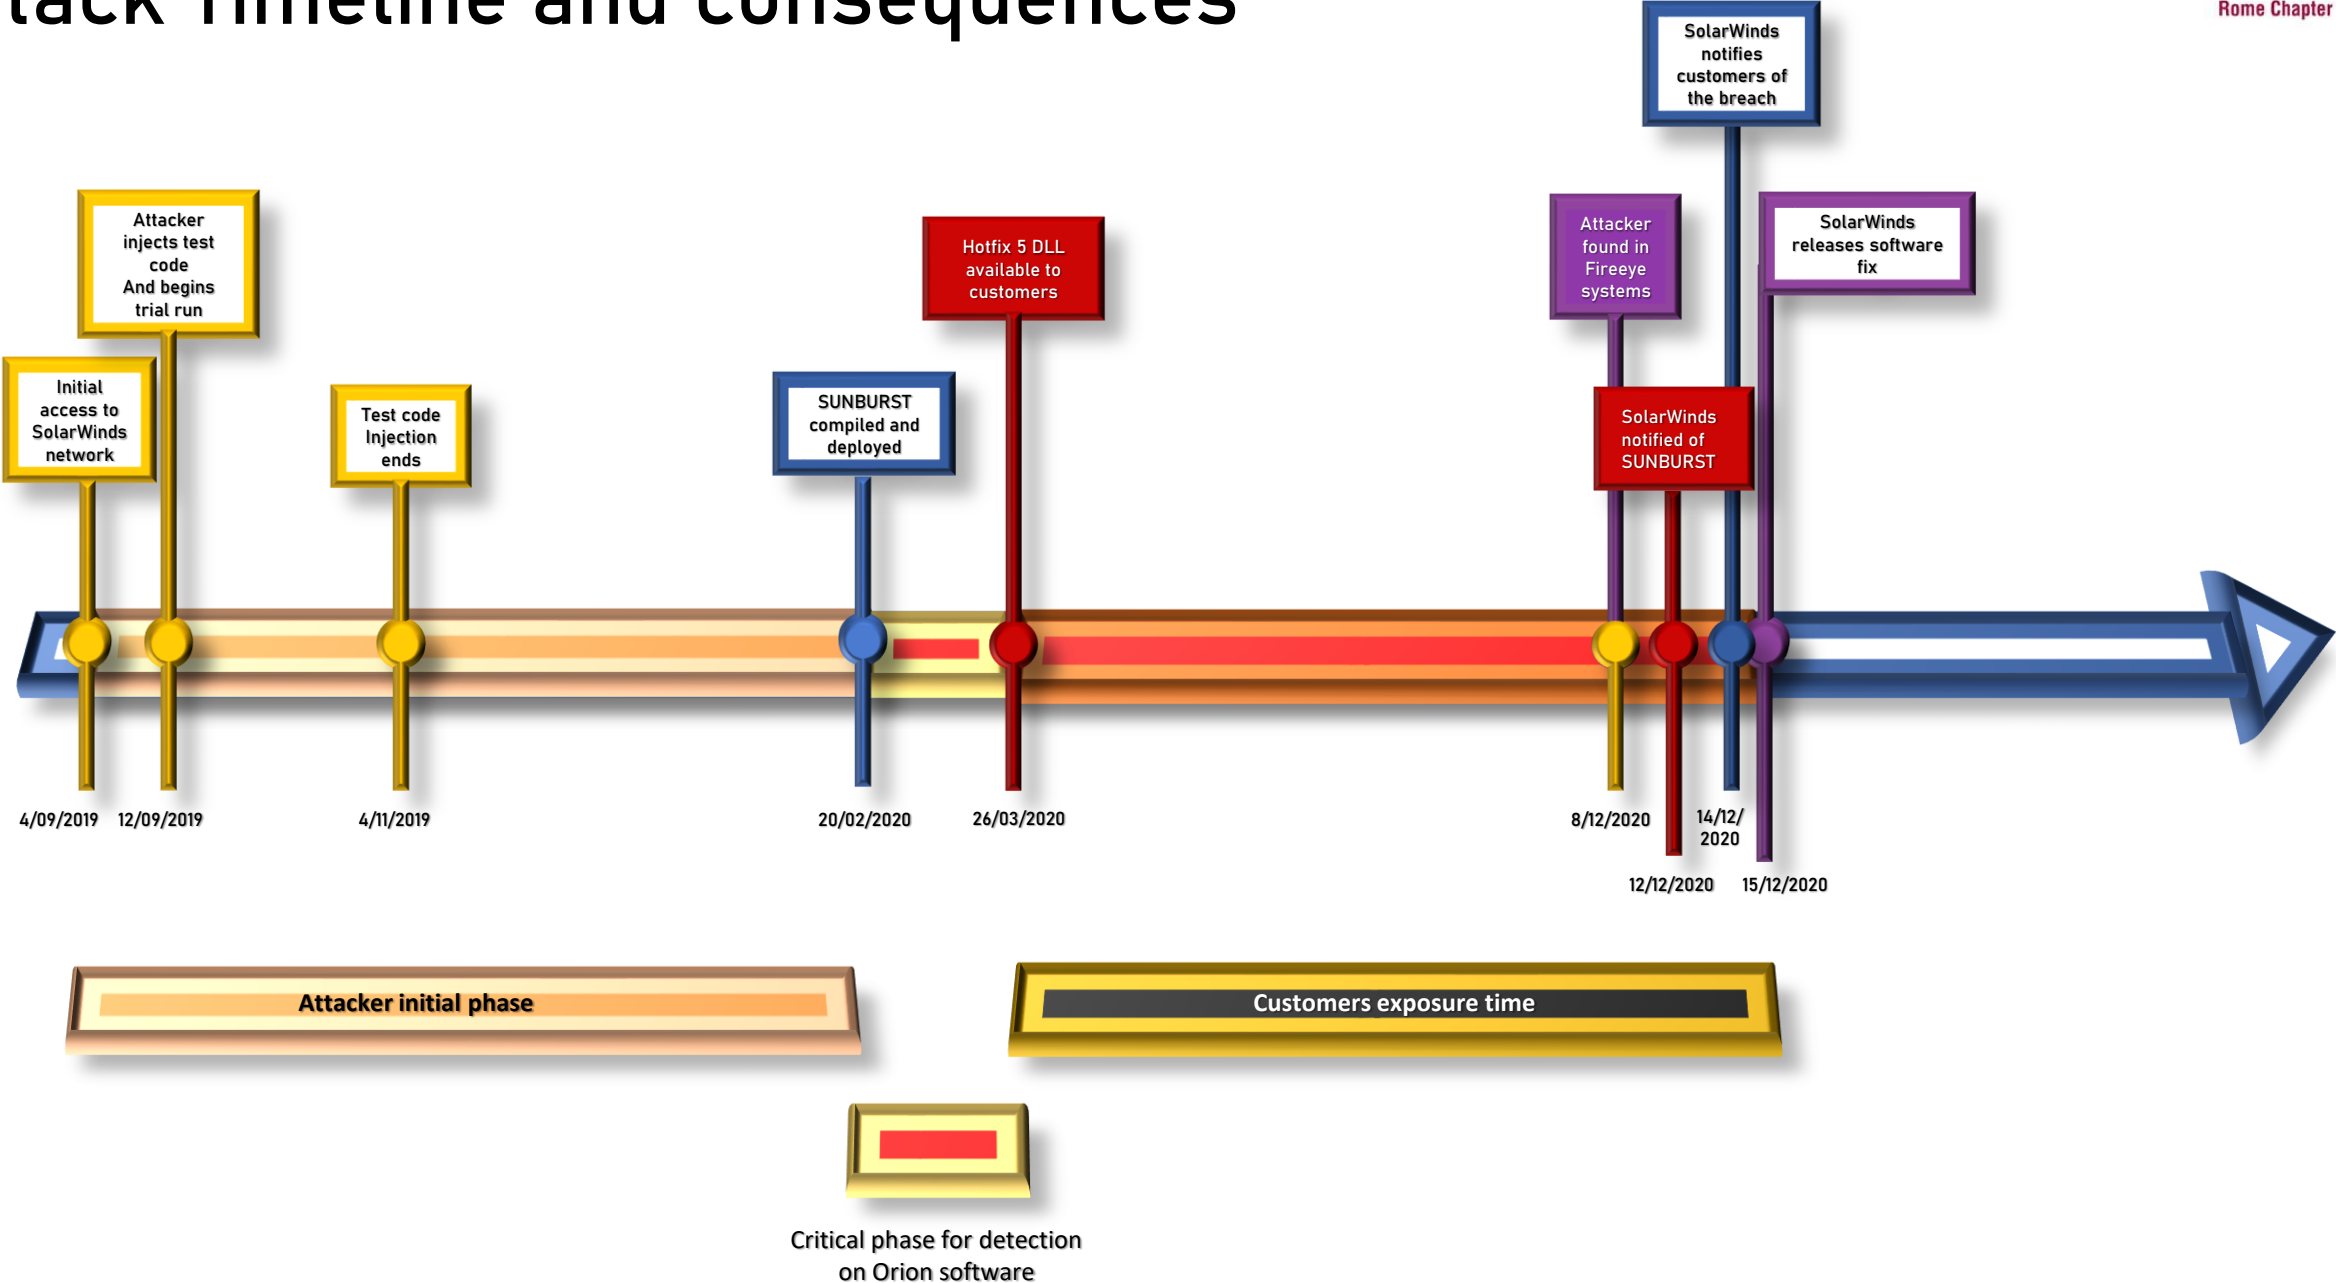 tack Timeline and consequences
Rome Chapter
SolarWinds
notifies
customers of
the breach
Attacker
injects test
code
And begins
trial run
Hotfix 5 DLL
available to
customers
Attacker
found in
Fireeye
systems
SolarWinds
releases software
fix
Initial
access to
SolarWinds
network
Test code
Injection
ends
SUNBURST
compiled and
deployed
SolarWinds
notified of
SUNBURST
4/09/2019
12/09/2019
4/11/2019
20/02/2020
26/03/2020
8/12/2020
14/12/
2020
12/12/2020
15/12/2020
Attacker initial phase
Customers exposure time
Critical phase for detection
on Orion software